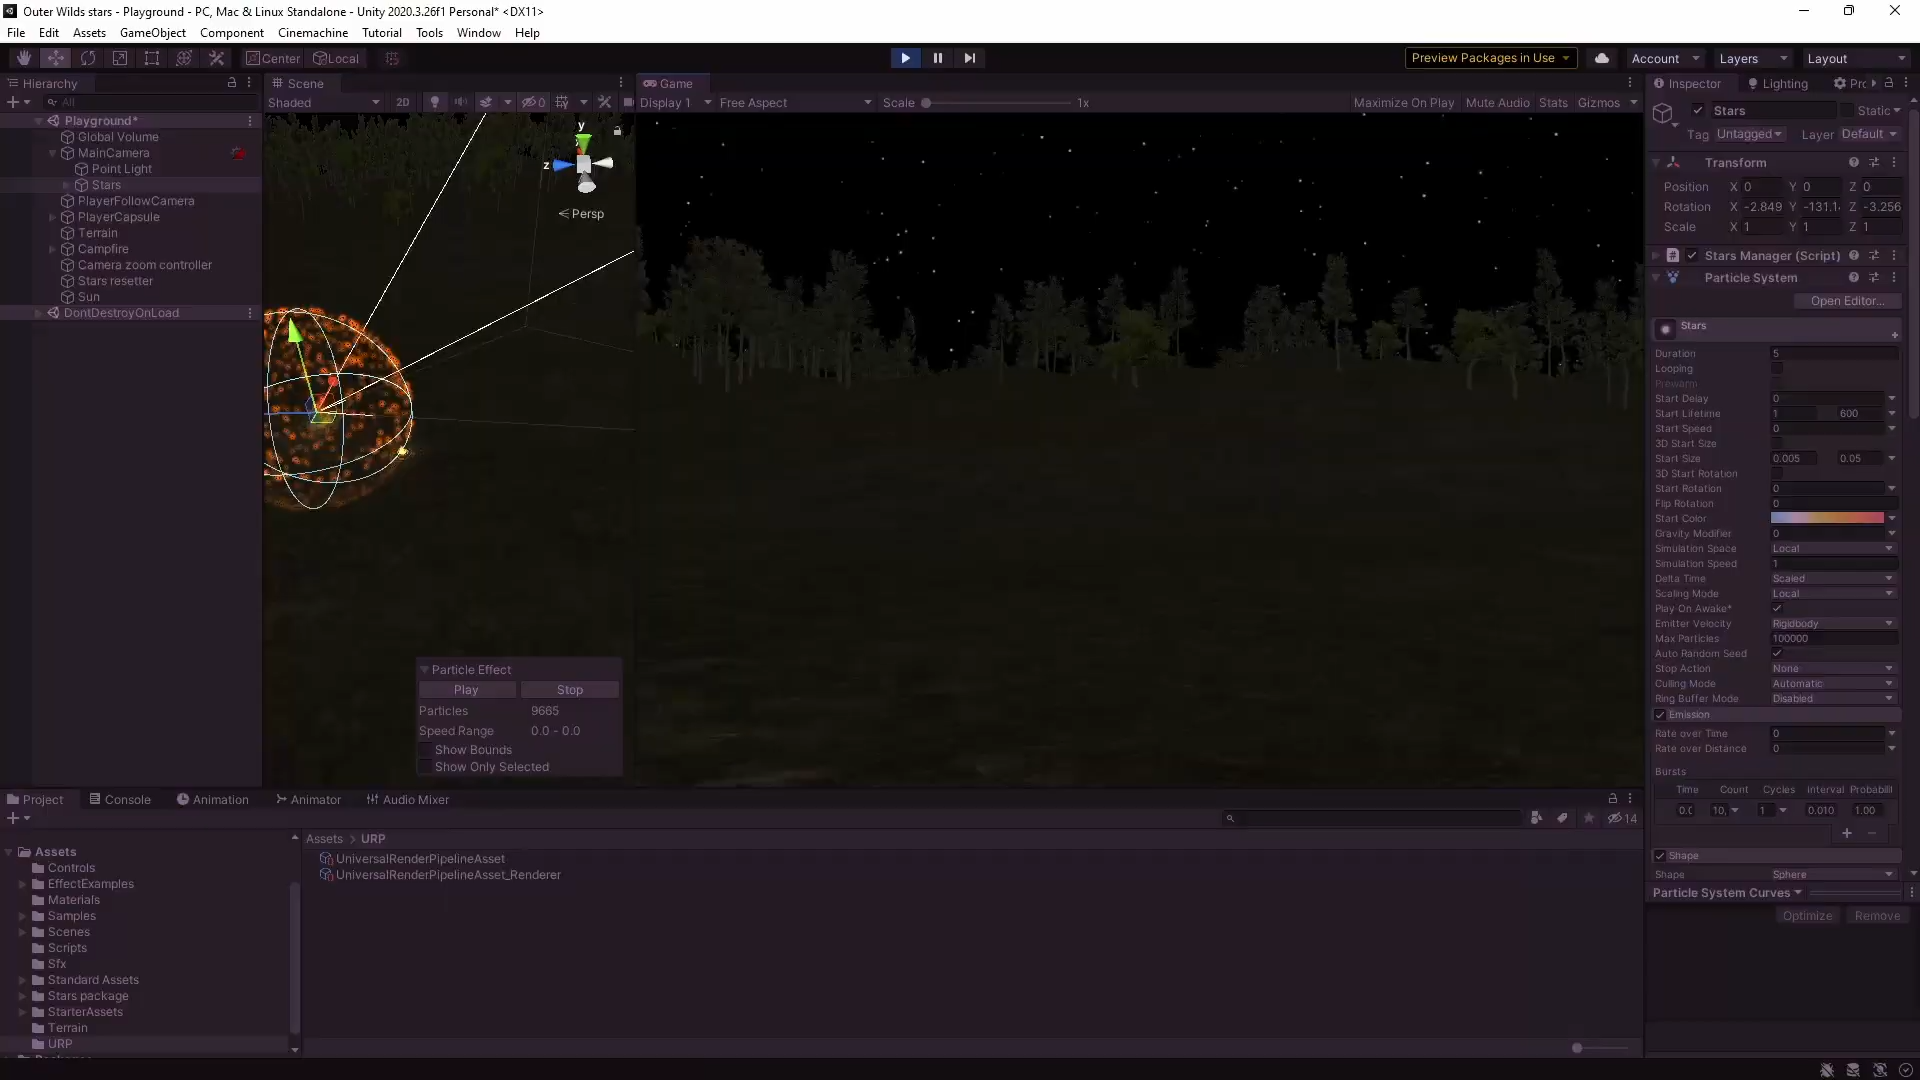 Outer Wilds stars - Playground - PC, Mac & Linux Standalone - Unity 2020.3.26f1 Personal* <DX11>
File Edit Assets GameObject Component Cinemachine Tutorial Tools Window Help
Center Local Preview Packages in Use Account Layers Layout
Hierarchy Scene Game Inspector Lighting
All Shaded 2D 0 Display 1 Free Aspect Scale 1x Maximize On Play Mute Audio Stats Gizmos
Playground*
Global Volume
MainCamera
Point Light
Stars
PlayerFollowCamera
PlayerCapsule
Terrain
Campfire
Camera zoom controller
Stars resetter
Sun
DontDestroyOnLoad
y
z
Persp
Particle Effect
Play Stop
Particles 9665
Speed Range 0.0 - 0.0
Show Bounds
Show Only Selected
Stars Static
Tag Untagged Layer Default
Transform
Position X 0 Y 0 Z 0
Rotation X -2.849 Y -131.1 Z -3.256
Scale X 1 Y 1 Z 1
Stars Manager (Script)
Particle System
Open Editor...
Stars
Duration 5
Looping
Prewarm
Start Delay 0
Start Lifetime 1 600
Start Speed 0
3D Start Size
Start Size 0.005 0.05
3D Start Rotation
Start Rotation 0
Flip Rotation 0
Start Color
Gravity Modifier 0
Simulation Space Local
Simulation Speed 1
Delta Time Scaled
Scaling Mode Local
Play On Awake*
Emitter Velocity Rigidbody
Max Particles 100000
Auto Random Seed
Stop Action None
Culling Mode Automatic
Ring Buffer Mode Disabled
Emission
Rate over Time 0
Rate over Distance 0
Bursts
Time Count Cycles Interval
10, 1 0.010 1.00
Shape
Shape Sphere
Particle System Curves
Optimize Remove
Project Console Animation Animator Audio Mixer
14
Assets
Controls
EffectExamples
Materials
Samples
Scenes
Scripts
Sfx
Standard Assets
Stars package
StarterAssets
Terrain
URP
Assets > URP
UniversalRenderPipelineAsset
UniversalRenderPipelineAsset_Renderer